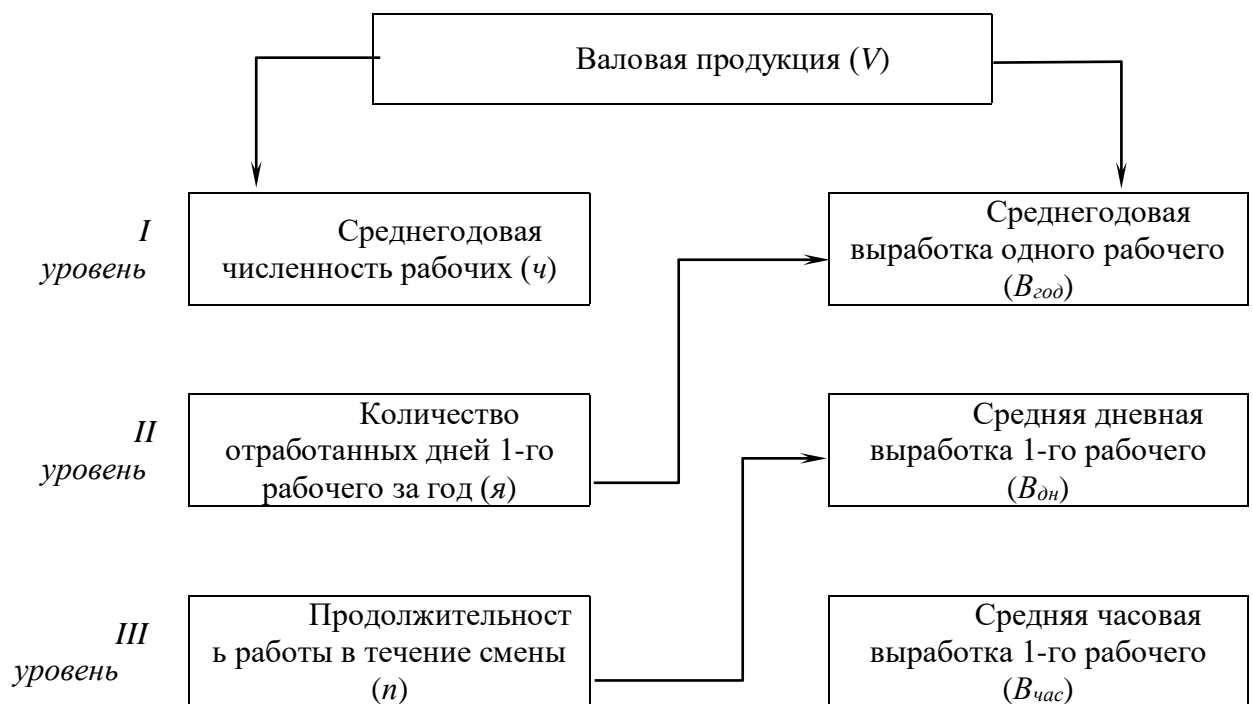 Валовая продукция (V)
I
уровень
Среднегодовая
численность рабочих (ч)
Среднегодовая
выработка одного рабочего
(Bгод)
II
уровень
Количество
отработанных дней 1-го
рабочего за год (я)
Средняя дневная
выработка 1-го рабочего
(Bдн)
III
уровень
Продолжительност
ь работы в течение смены
(n)
Средняя часовая
выработка 1-го рабочего
(Bчас)